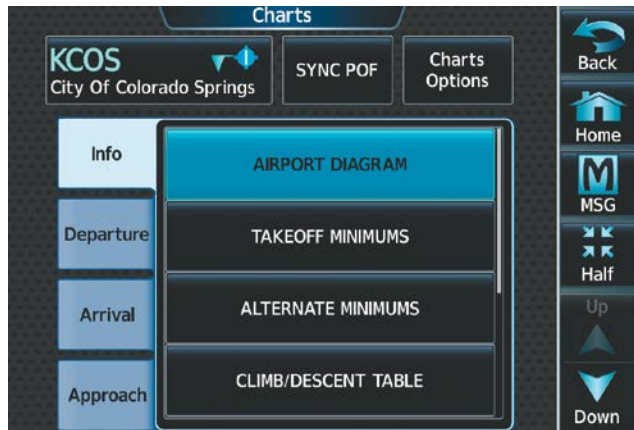 Charts
KCOS
City Of Colorado Springs
SYNC POF
Charts
Options
Back
Home
MSG
Half
Up
Down
Info
Departure
Arrival
Approach
AIRPORT DIAGRAM
TAKEOFF MINIMUMS
ALTERNATE MINIMUMS
CLIMB/DESCENT TABLE